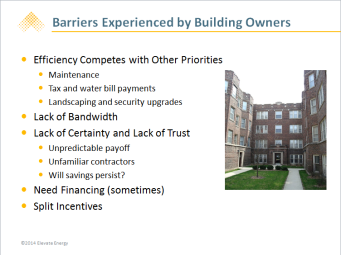 Barriers Experienced by Building Owners
Efficiency Competes with Other Priorities
Maintenance
Tax and water bill payments
Landscaping and security upgrades
Lack of Bandwidth
Lack of Certainty and Lack of Trust
Unpredictable payoff
Unfamiliar contractors
Will savings persist?
Need Financing (sometimes)
Split Incentives
©2014 Elevate Energy